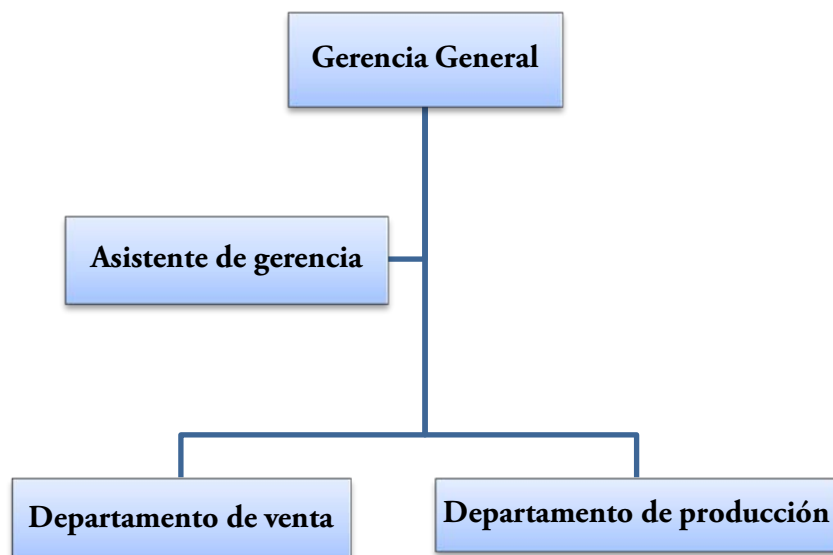 Gerencia General
Asistente de gerencia
Departamento de venta
Departamento de producción